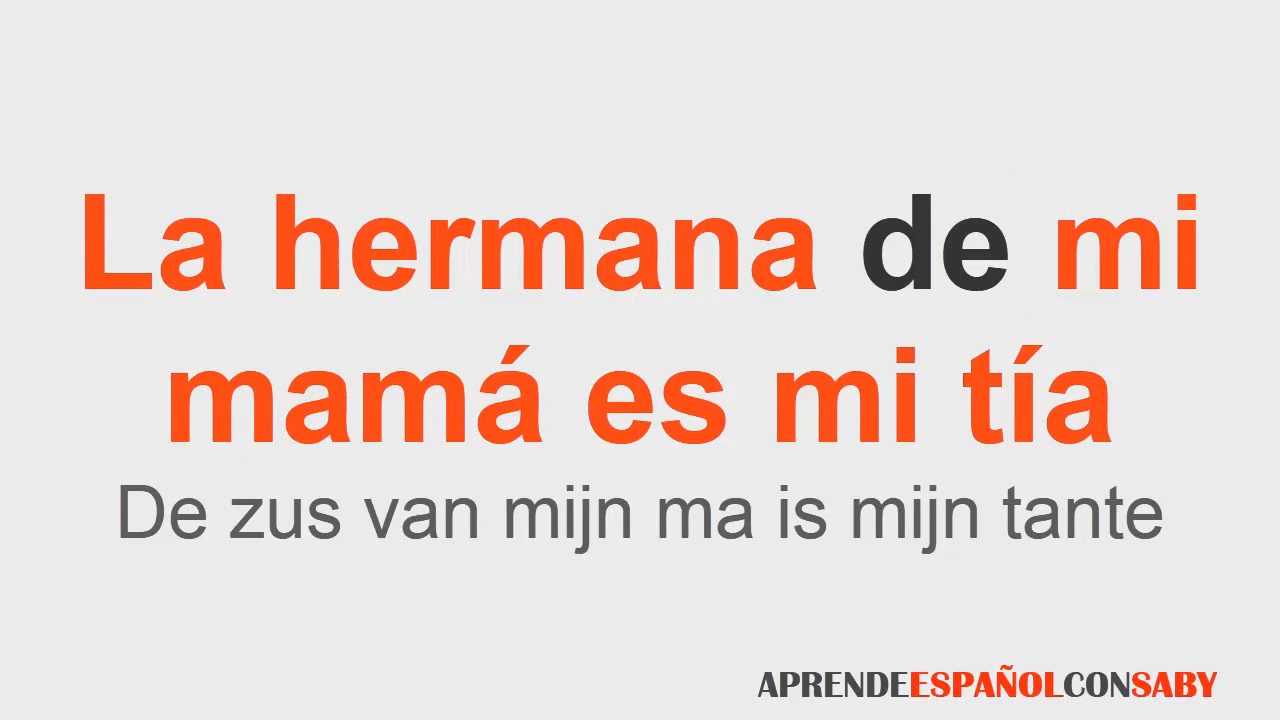 La hermana de mi
mamá es mi tía
De zus van mijn ma is mijn tante
APRENDEESPAÑOLCONSABY